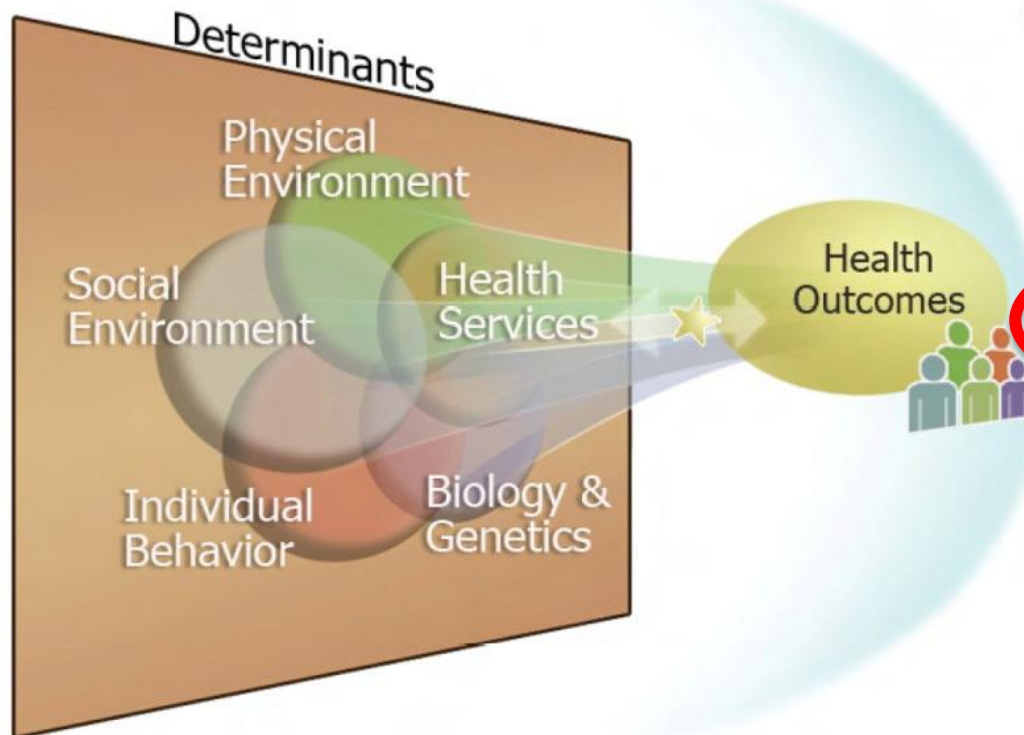 Determinants
Physical
Environment
Social
Environment
Health
Services
Individual
Behavior
Biology &
Genetics
Health
Outcomes